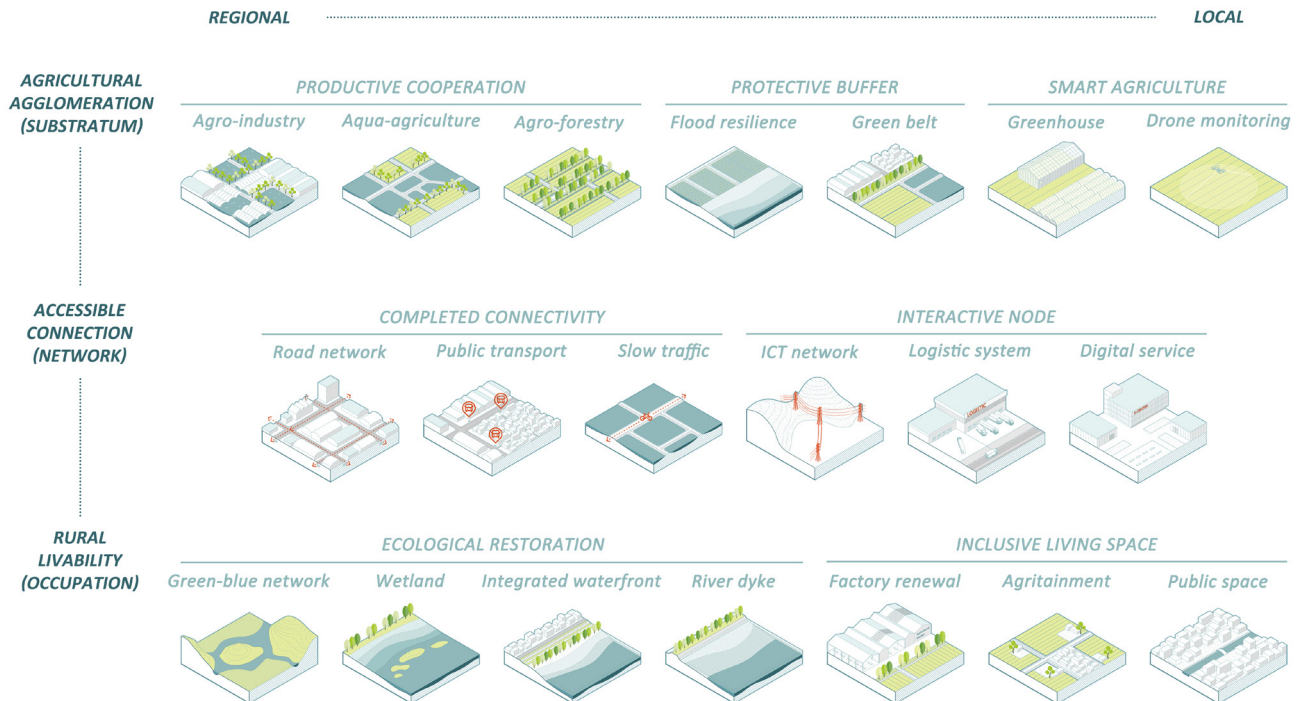 REGIONAL LOCAL
AGRICULTURAL
AGGLOMERATION
(SUBSTRATUM)
PRODUCTIVE COOPERATION PROTECTIVE BUFFER SMART AGRICULTURE
Agro-industry Aqua-agriculture Agro-forestry Flood resilience Green belt Greenhouse Drone monitoring
ACCESSIBLE
CONNECTION
(NETWORK)
COMPLETED CONNECTIVITY INTERACTIVE NODE
Road network Public transport Slow traffic ICT network Logistic system Digital service
LOGISTIC
RURAL
LIVABILITY
(OCCUPATION)
ECOLOGICAL RESTORATION INCLUSIVE LIVING SPACE
Green-blue network Wetland Integrated waterfront River dyke Factory renewal Agritainment Public space